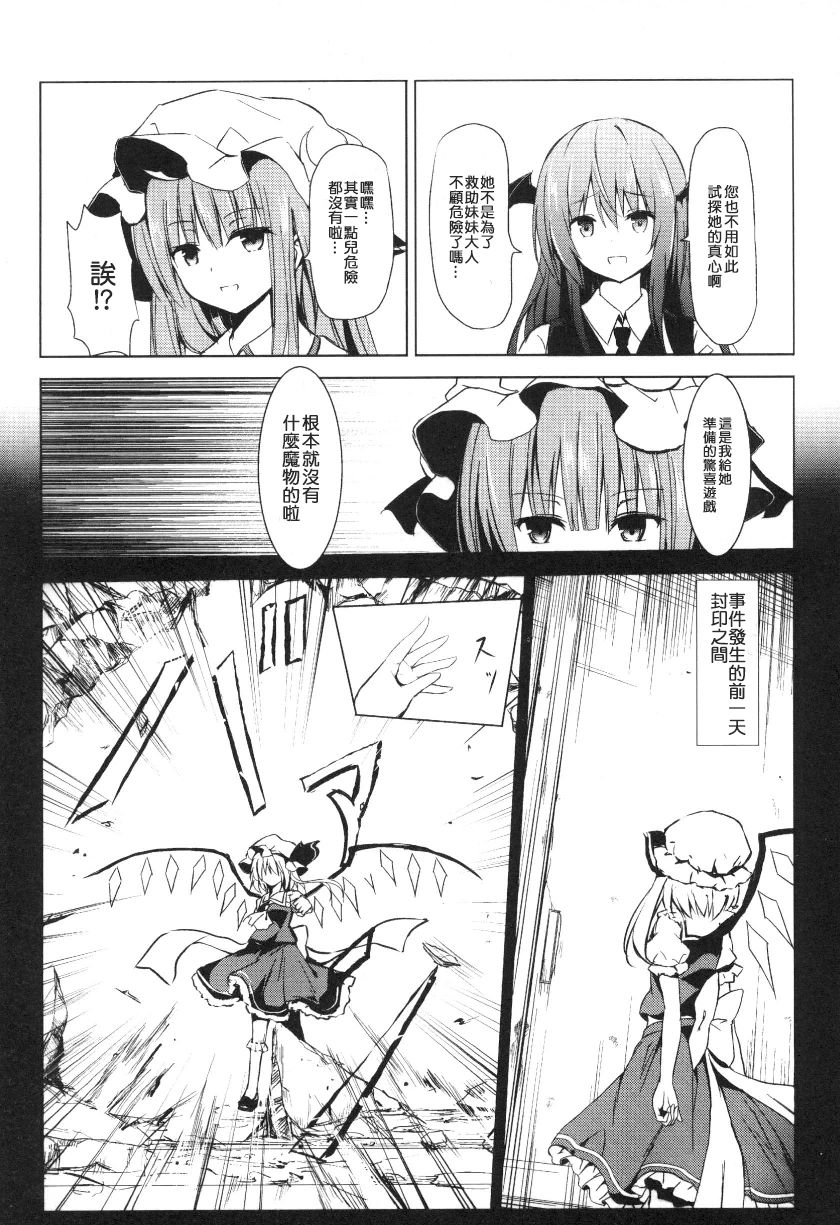 您也不用如此
試探她的真心啊
她不是為了
救助妹妹大人
不顧危險了嗎…
嘿嘿…
其實一點兒危險
都沒有啦…
誒!?
這是我給她
準備的驚喜遊戲
根本就沒有
什麼魔物的啦
事件發生的前一天
封印之間
スッ